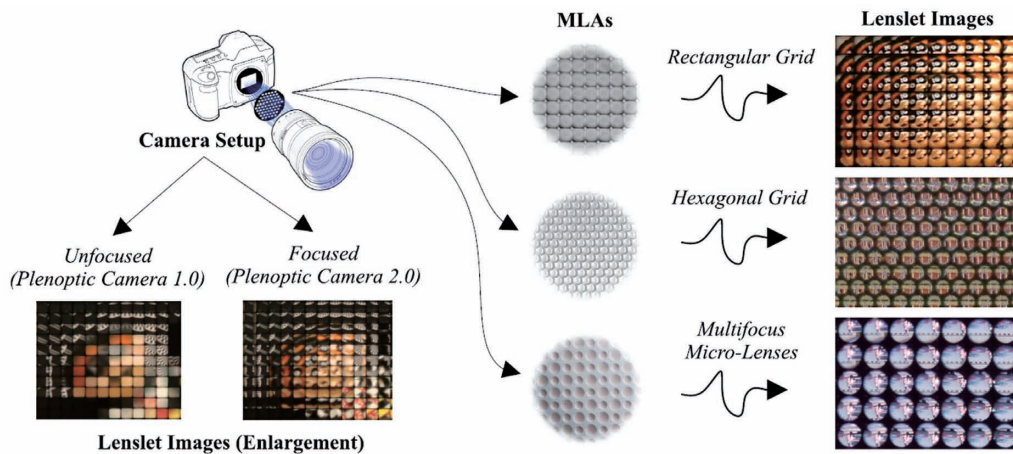 MLAs
Lenslet Images
Rectangular Grid
Camera Setup
Hexagonal Grid
Unfocused
(Plenoptic Camera 1.0)
Focused
(Plenoptic Camera 2.0)
Multifocus
Micro-Lenses
Lenslet Images (Enlargement)